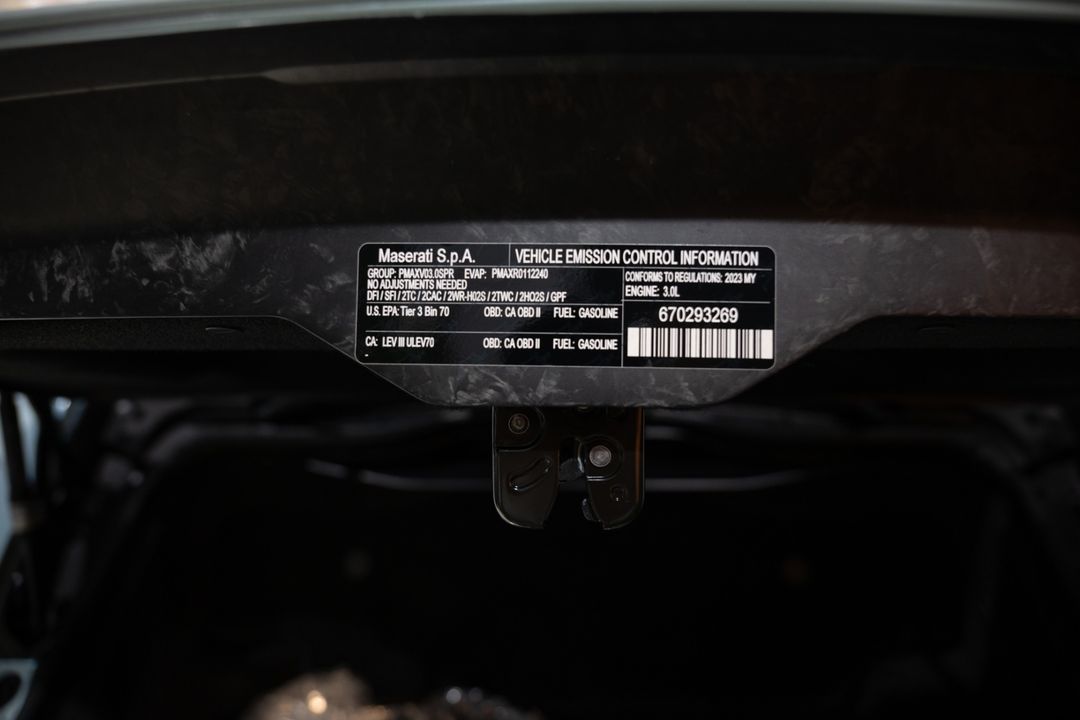 Maserati S.p.A.
VEHICLE EMISSION CONTROL INFORMATION
GROUP: PMAXV03.0SPR EVAP: PMAXR0112240
NO ADJUSTMENTS NEEDED
DFI / SFI / 2TC / 2CAC / 2WR-H02S / 2TWC / 2HO2S / GPF
U.S. EPA: Tier 3 Bin 70 OBD: CA OBD II FUEL: GASOLINE
CA: LEV III ULEV70 OBD: CA OBD II FUEL: GASOLINE
-
CONFORMS TO REGULATIONS: 2023 MY
ENGINE: 3.0L
670293269